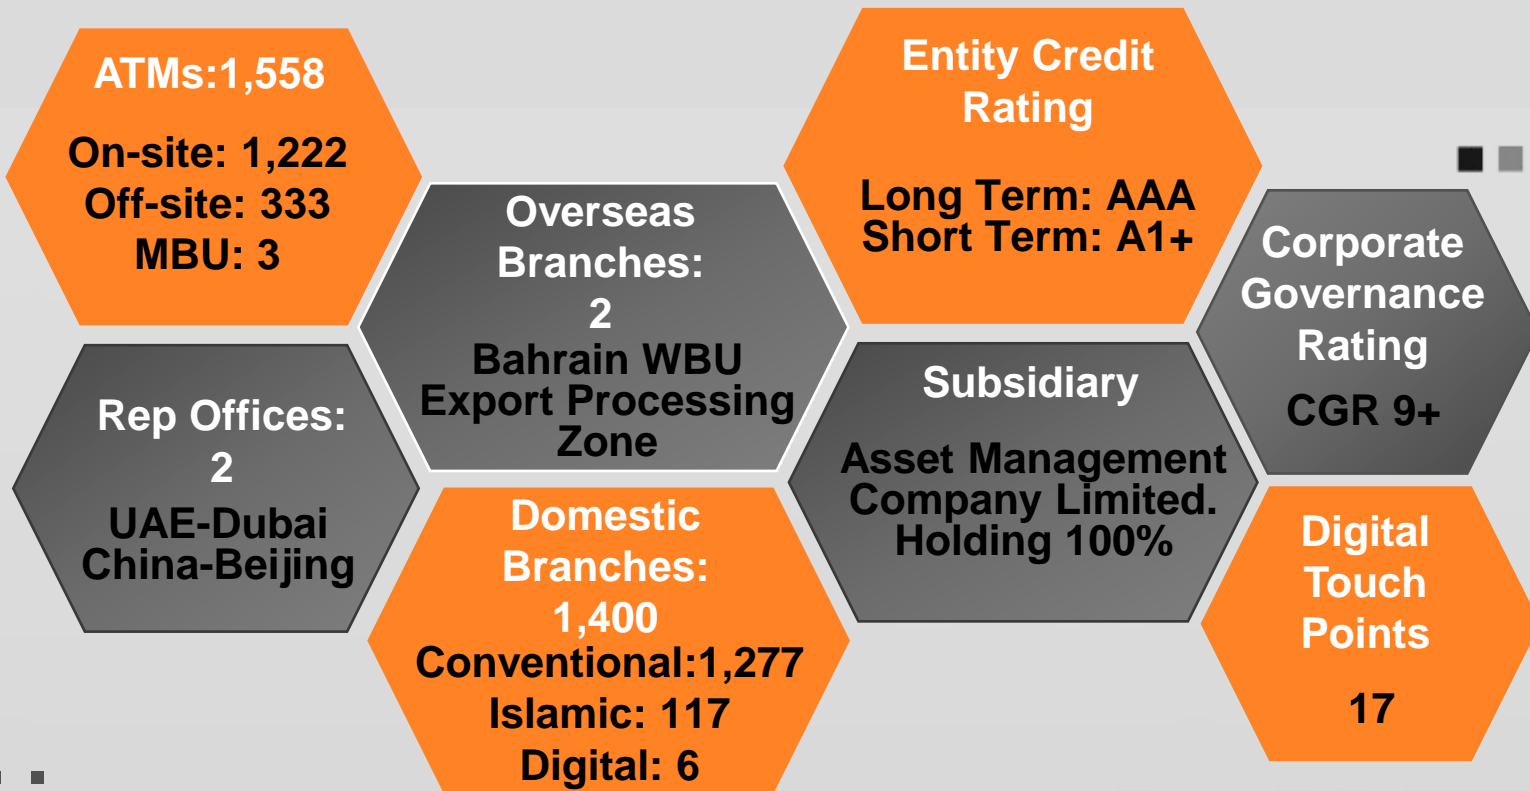 ATMs:1,558
On-site: 1,222
Off-site: 333
MBU: 3
Overseas
Branches:
2
Bahrain WBU
Export Processing
Zone
Entity Credit
Rating
Long Term: AAA
Short Term: A1+
Corporate
Governance
Rating
CGR 9+
Rep Offices:
2
UAE-Dubai
China-Beijing
Domestic
Branches:
1,400
Conventional:1,277
Islamic: 117
Digital: 6
Subsidiary
Asset Management
Company Limited.
Holding 100%
Digital
Touch
Points
17